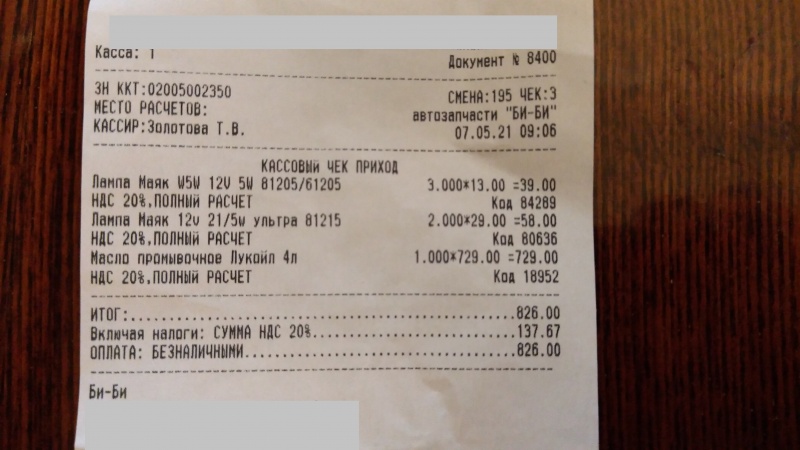 Касса: 1
Документ № 8400
ЗН ККТ:02005002350
СМЕНА:195 ЧЕК:3
МЕСТО РАСЧЕТОВ:
автозапчасти "БИ-БИ"
КАССИР:Золотова Т.В.
07.05.21 09:06
КАССОВЫЙ ЧЕК ПРИХОД
Лампа Маяк W5W 12V 5W 81205/61205 3.000*13.00 =39.00
НДС 20%,ПОЛНЫЙ РАСЧЕТ Код 84289
Лампа Маяк 12v 21/5w ультра 81215 2.000*29.00 =58.00
НДС 20%,ПОЛНЫЙ РАСЧЕТ Код 80636
Масло промывочное Лукойл 4л 1.000*729.00 =729.00
НДС 20%,ПОЛНЫЙ РАСЧЕТ Код 18952
ИТОГ:.......................................826.00
Включая налоги: СУММА НДС 20%...................137.67
ОПЛАТА: БЕЗНАЛИЧНЫМИ.........................826.00
Би-Би